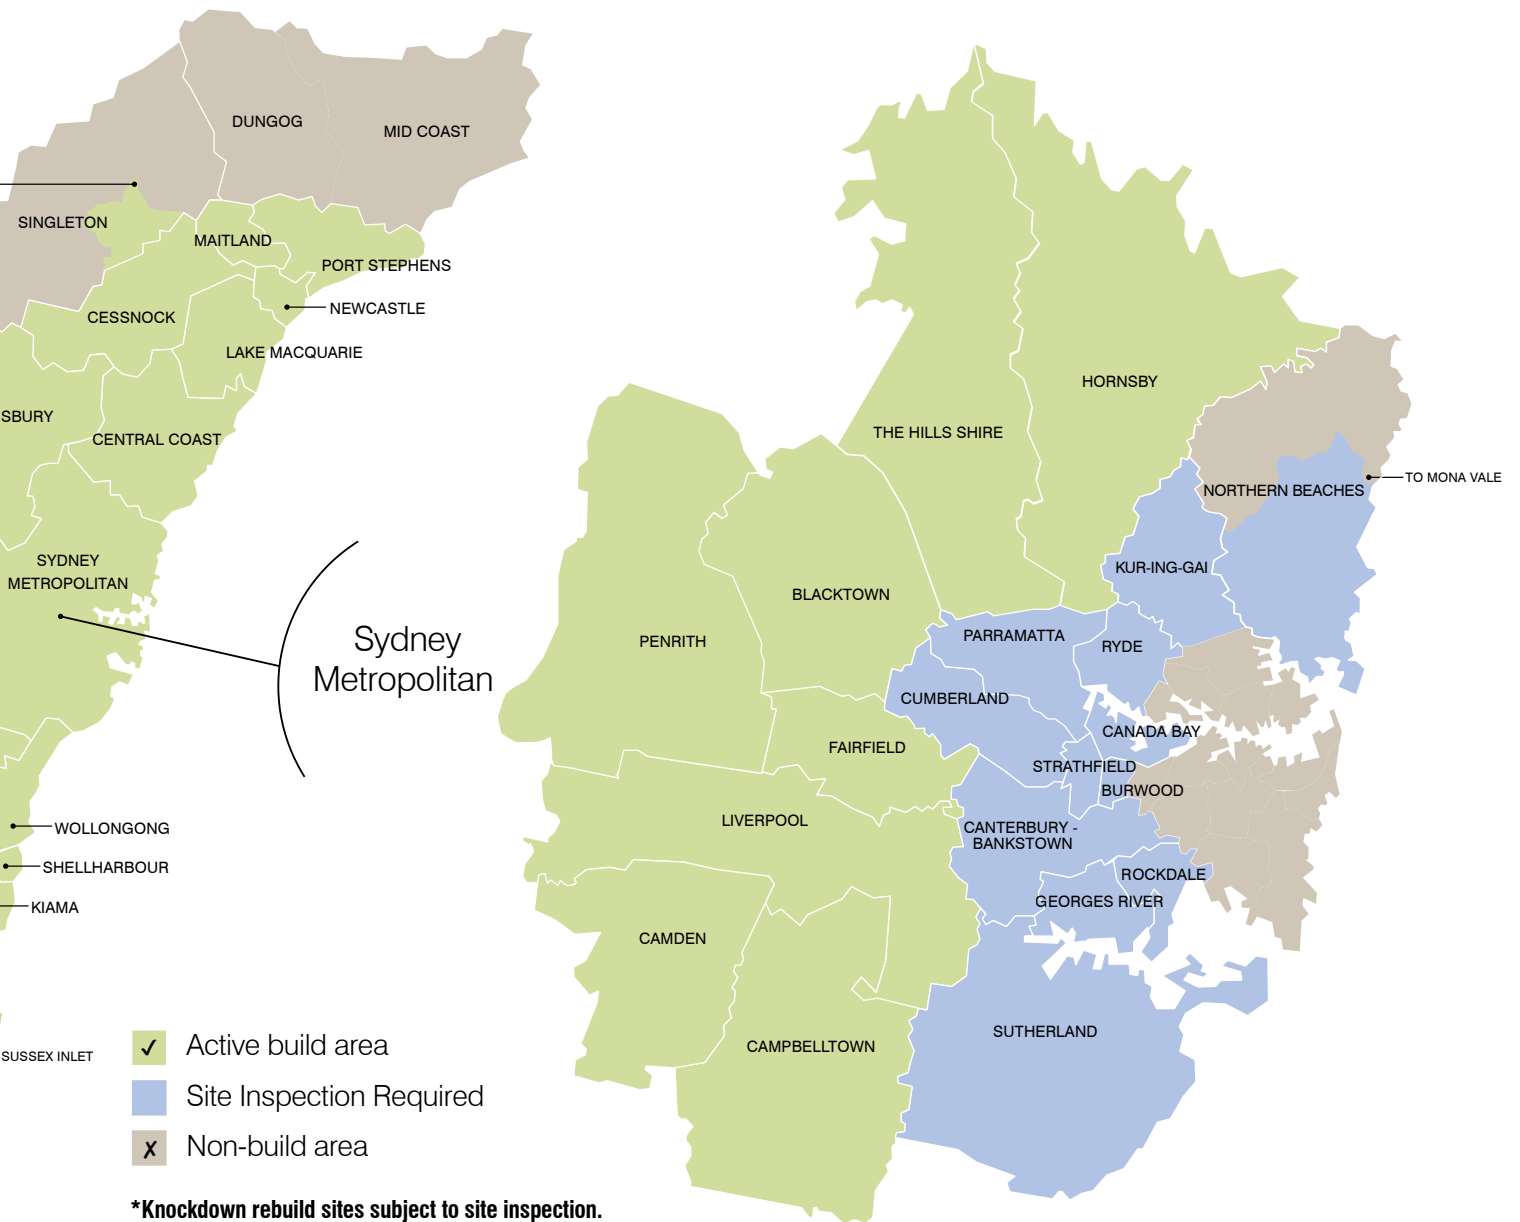 DUNGOG
MID COAST
SINGLETON
MAITLAND
PORT STEPHENS
NEWCASTLE
CESSNOCK
LAKE MACQUARIE
SBURY
CENTRAL COAST
SYDNEY
METROPOLITAN
Sydney
Metropolitan
WOLLONGONG
SHELLHARBOUR
KIAMA
SUSSEX INLET
HORNSBY
THE HILLS SHIRE
TO MONA VALE
NORTHERN BEACHES
KUR-ING-GAI
BLACKTOWN
PENRITH
PARRAMATTA
RYDE
CUMBERLAND
CANADA BAY
FAIRFIELD
STRATHFIELD
BURWOOD
LIVERPOOL
CANTERBURY -
BANKSTOWN
ROCKDALE
GEORGES RIVER
CAMDEN
SUTHERLAND
CAMPBELLTOWN
✓ Active build area
Site Inspection Required
✗ Non-build area
*Knockdown rebuild sites subject to site inspection.